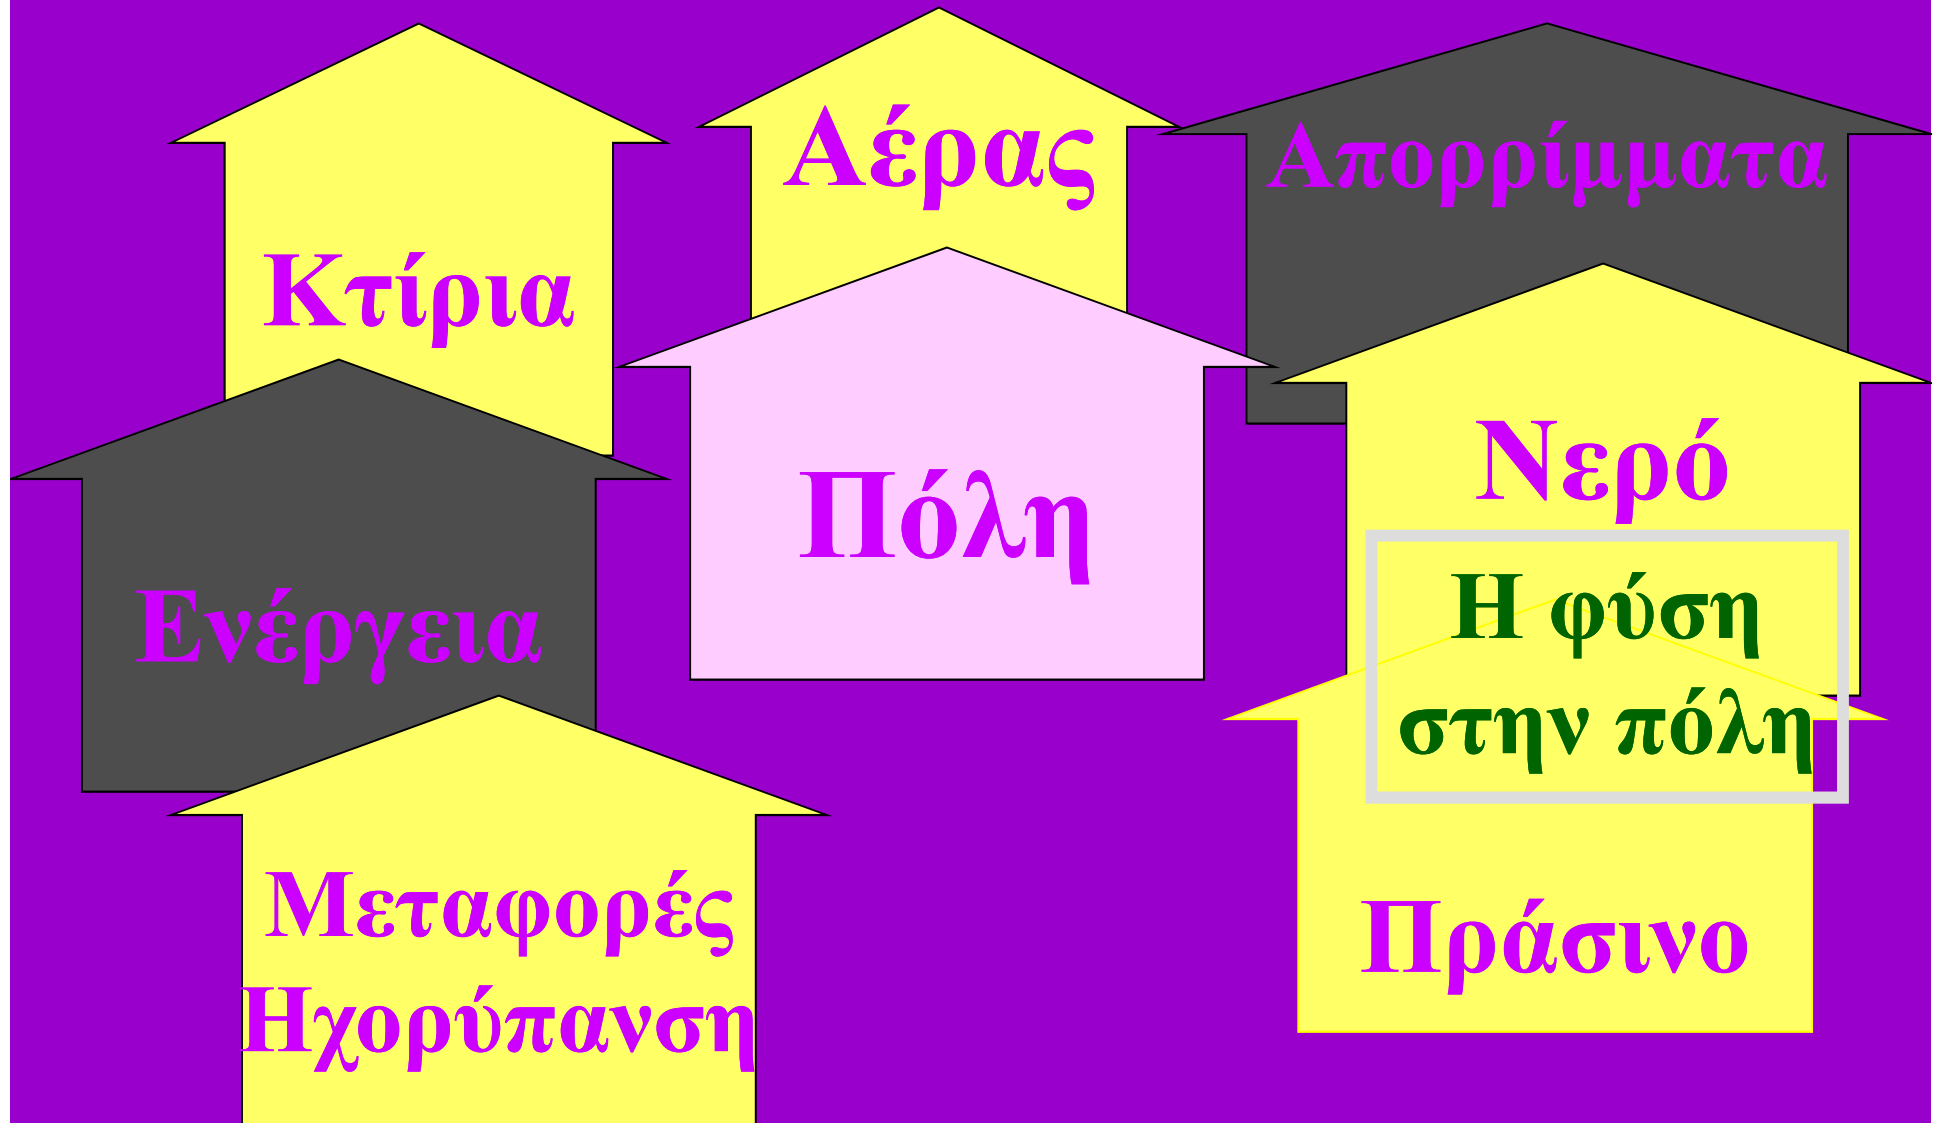 Αέρας
Απορρίμματα
Κτίρια
Νερό
Πόλη
Ενέργεια
Η φύση
στην πόλη
Μεταφορές
Ηχορύπανση
Πράσινο